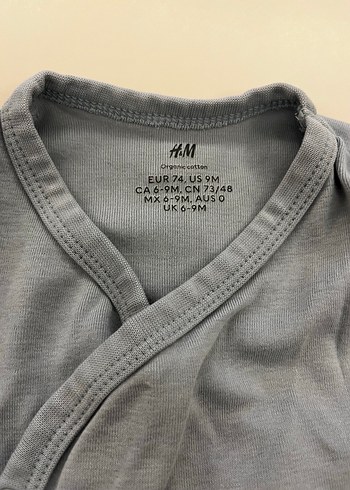 H&M
Organic cotton
EUR 74, US 9M
CA 6-9M, CN 73/48
MX 6-9M, AUS 0
UK 6-9M